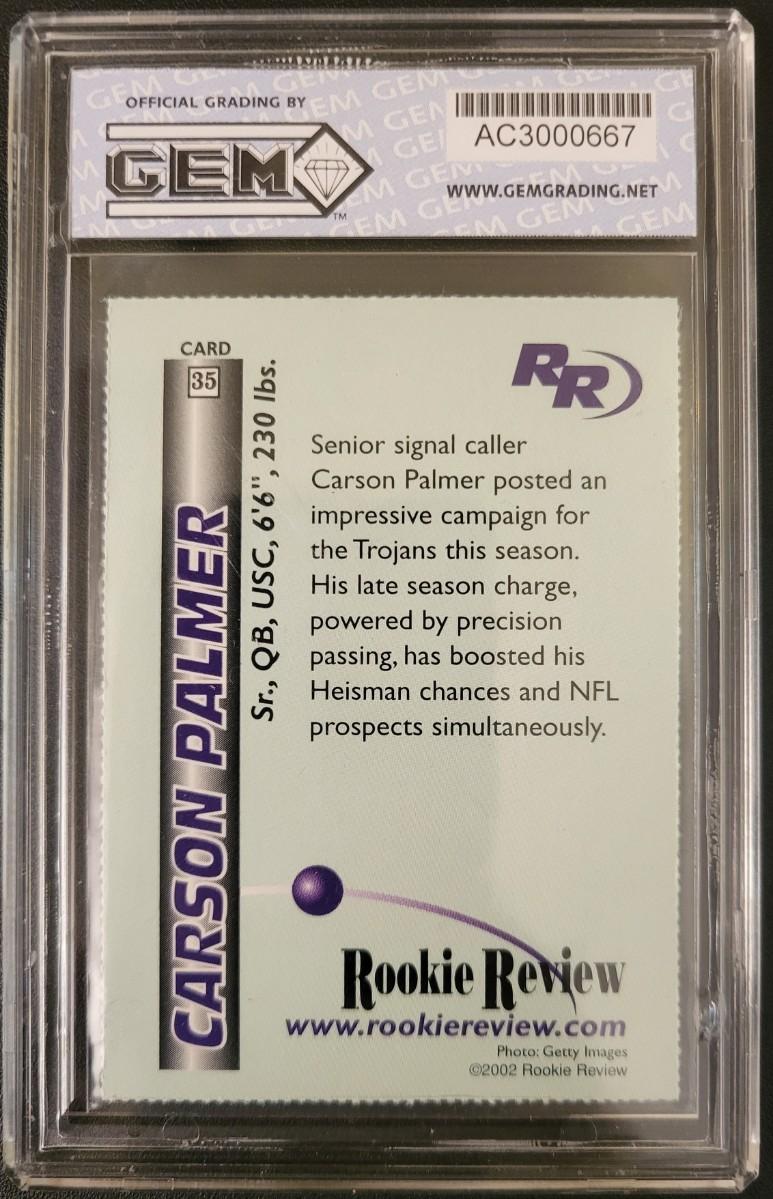 OFFICIAL GRADING BY
GEM
TM
AC3000667
WWW.GEMGRADING.NET
CARD
35
CARSON PALMER
Sr., QB, USC, 6'6", 230 lbs.
RR
Senior signal caller
Carson Palmer posted an
impressive campaign for
the Trojans this season.
His late season charge,
powered by precision
passing, has boosted his
Heisman chances and NFL
prospects simultaneously.
Rookie Review
www.rookiereview.com
Photo: Getty Images
©2002 Rookie Review